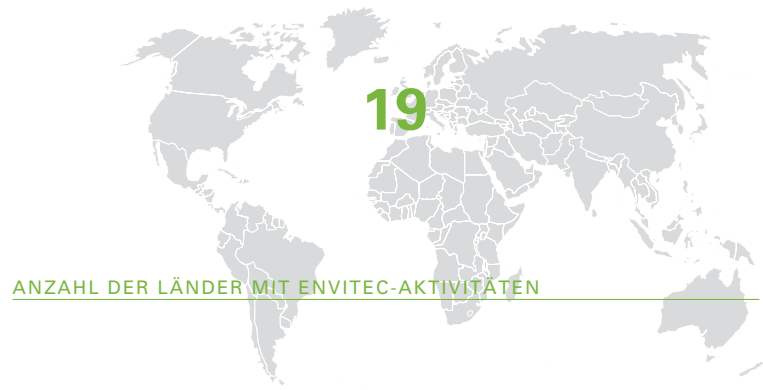 19
ANZAHL DER LÄNDER MIT ENVITEC-AKTIVITÄTEN